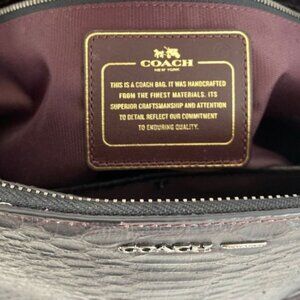 COACH
NEW YORK
THIS IS A COACH BAG. IT WAS HANDCRAFTED
FROM THE FINEST MATERIALS. ITS
SUPERIOR CRAFTSMANSHIP AND ATTENTION
TO DETAIL REFLECT OUR COMMITMENT
TO ENDURING QUALITY.
COACH